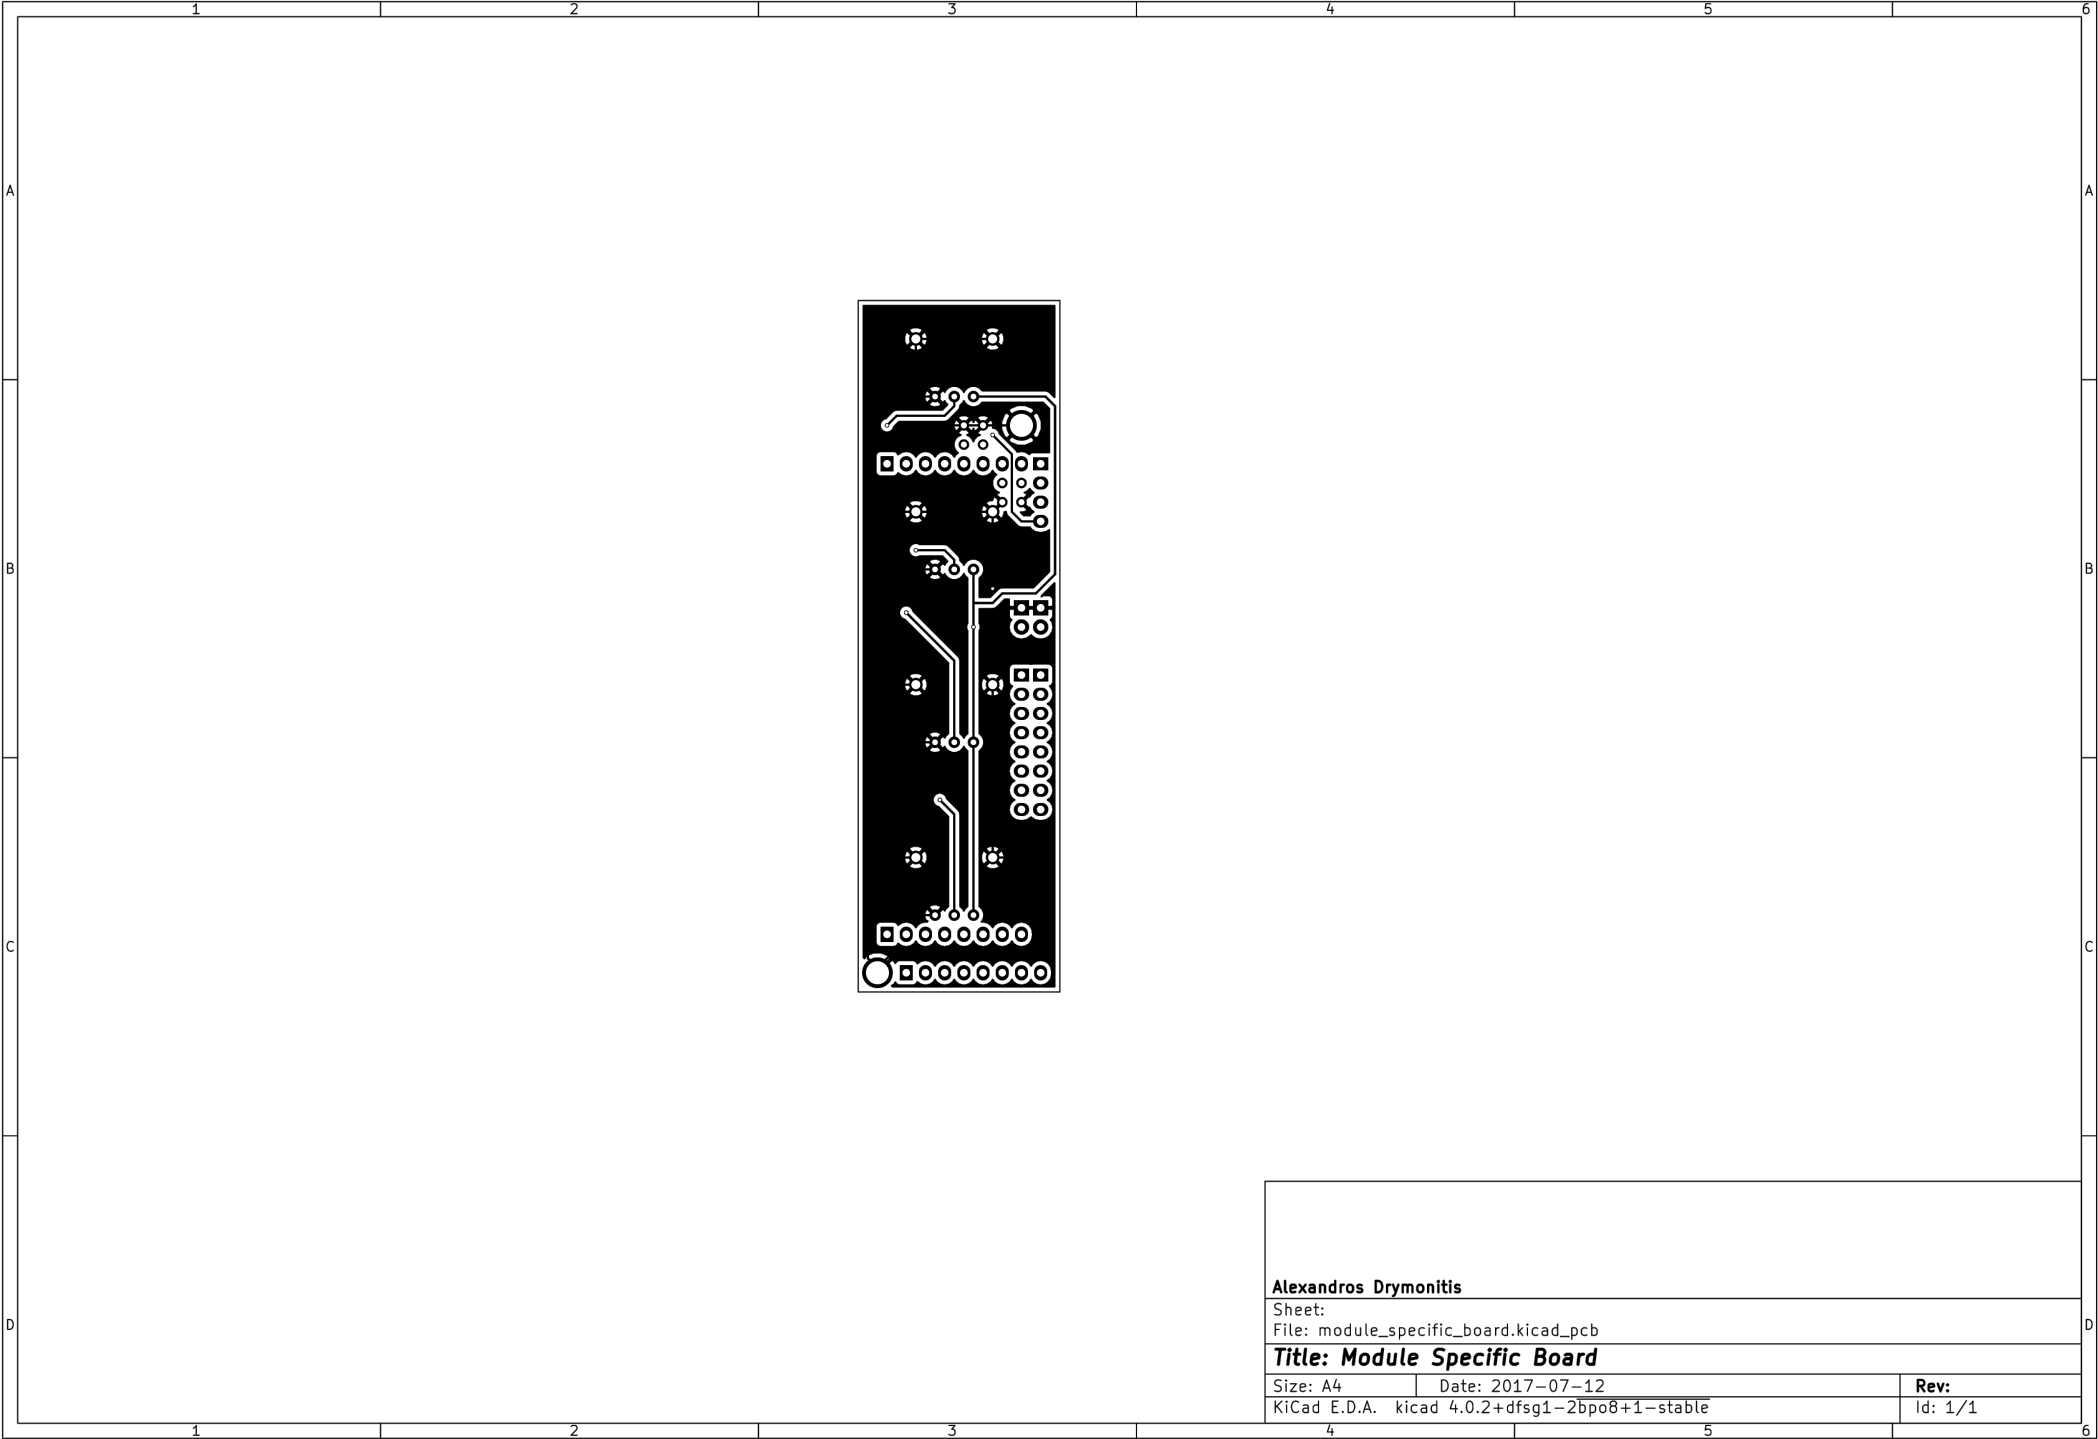 1 2 3 4 5 6
A A
B B
C C
Alexandros Drymonitis
Sheet:
File: module_specific_board.kicad_pcb
D D
Title: Module Specific Board
Size: A4 Date: 2017-07-12 Rev:
KiCad E.D.A. kicad 4.0.2+dfsg1-2bpo8+1-stable Id: 1/1
1 2 3 4 5 6